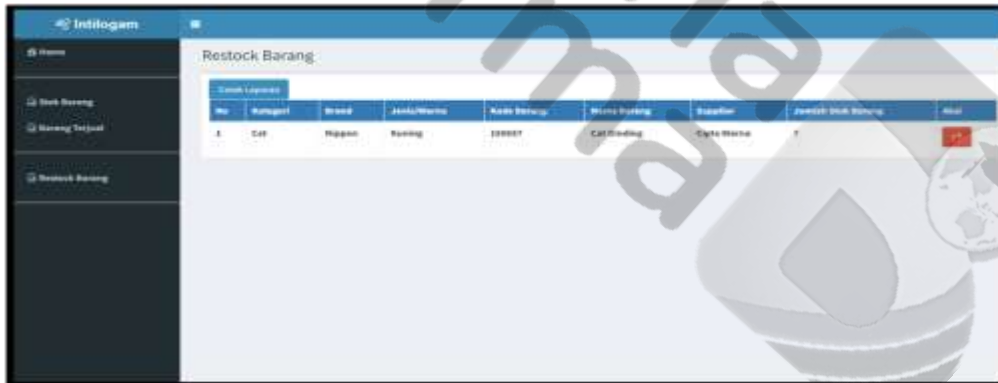 Intilogam
Home
Restock Barang
Cetak Laporan
No Kategori Brand Jenis/Warna Kode Barang Nama Barang Supplier Jumlah Stok Barang Aksi
Stok Barang
1 Cat Nippon Kuning Cat Dinding Cipta Warna
Barang Terjual
Restock Barang